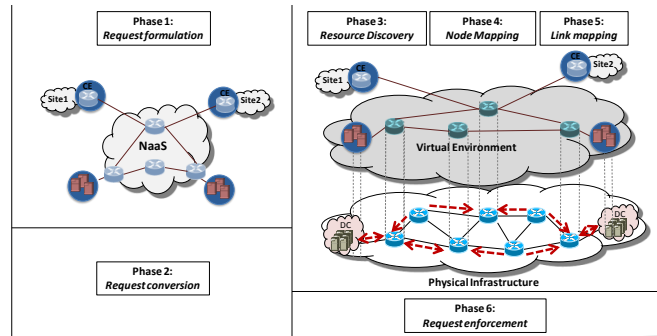 Phase 1:
Request formulation
CE
Site1
CE
Site2
NaaS
Phase 2:
Request conversion
Phase 3:
Resource Discovery
Phase 4:
Node Mapping
Phase 5:
Link mapping
CE
Site1
CE
Site2
Virtual Environment
DC
DC
Physical Infrastructure
Phase 6:
Request enforcement